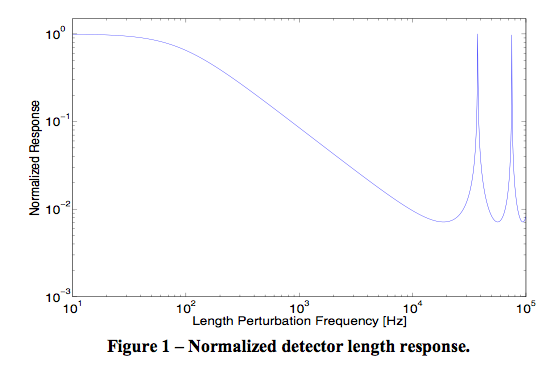 10^0
10^-1
10^-2
10^-3
Normalized Response
10^1 10^2 10^3 10^4 10^5
Length Perturbation Frequency [Hz]
Figure 1 – Normalized detector length response.